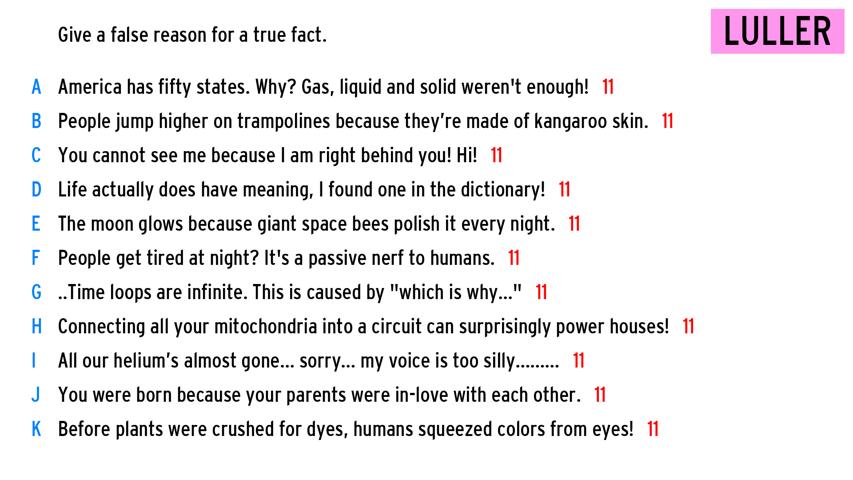 Give a false reason for a true fact.
LULLER
A America has fifty states. Why? Gas, liquid and solid weren't enough! 11
B People jump higher on trampolines because they’re made of kangaroo skin. 11
C You cannot see me because I am right behind you! Hi! 11
D Life actually does have meaning, I found one in the dictionary! 11
E The moon glows because giant space bees polish it every night. 11
F People get tired at night? It's a passive nerf to humans. 11
G ..Time loops are infinite. This is caused by "which is why..." 11
H Connecting all your mitochondria into a circuit can surprisingly power houses! 11
I All our helium’s almost gone... sorry... my voice is too silly......... 11
J You were born because your parents were in-love with each other. 11
K Before plants were crushed for dyes, humans squeezed colors from eyes! 11